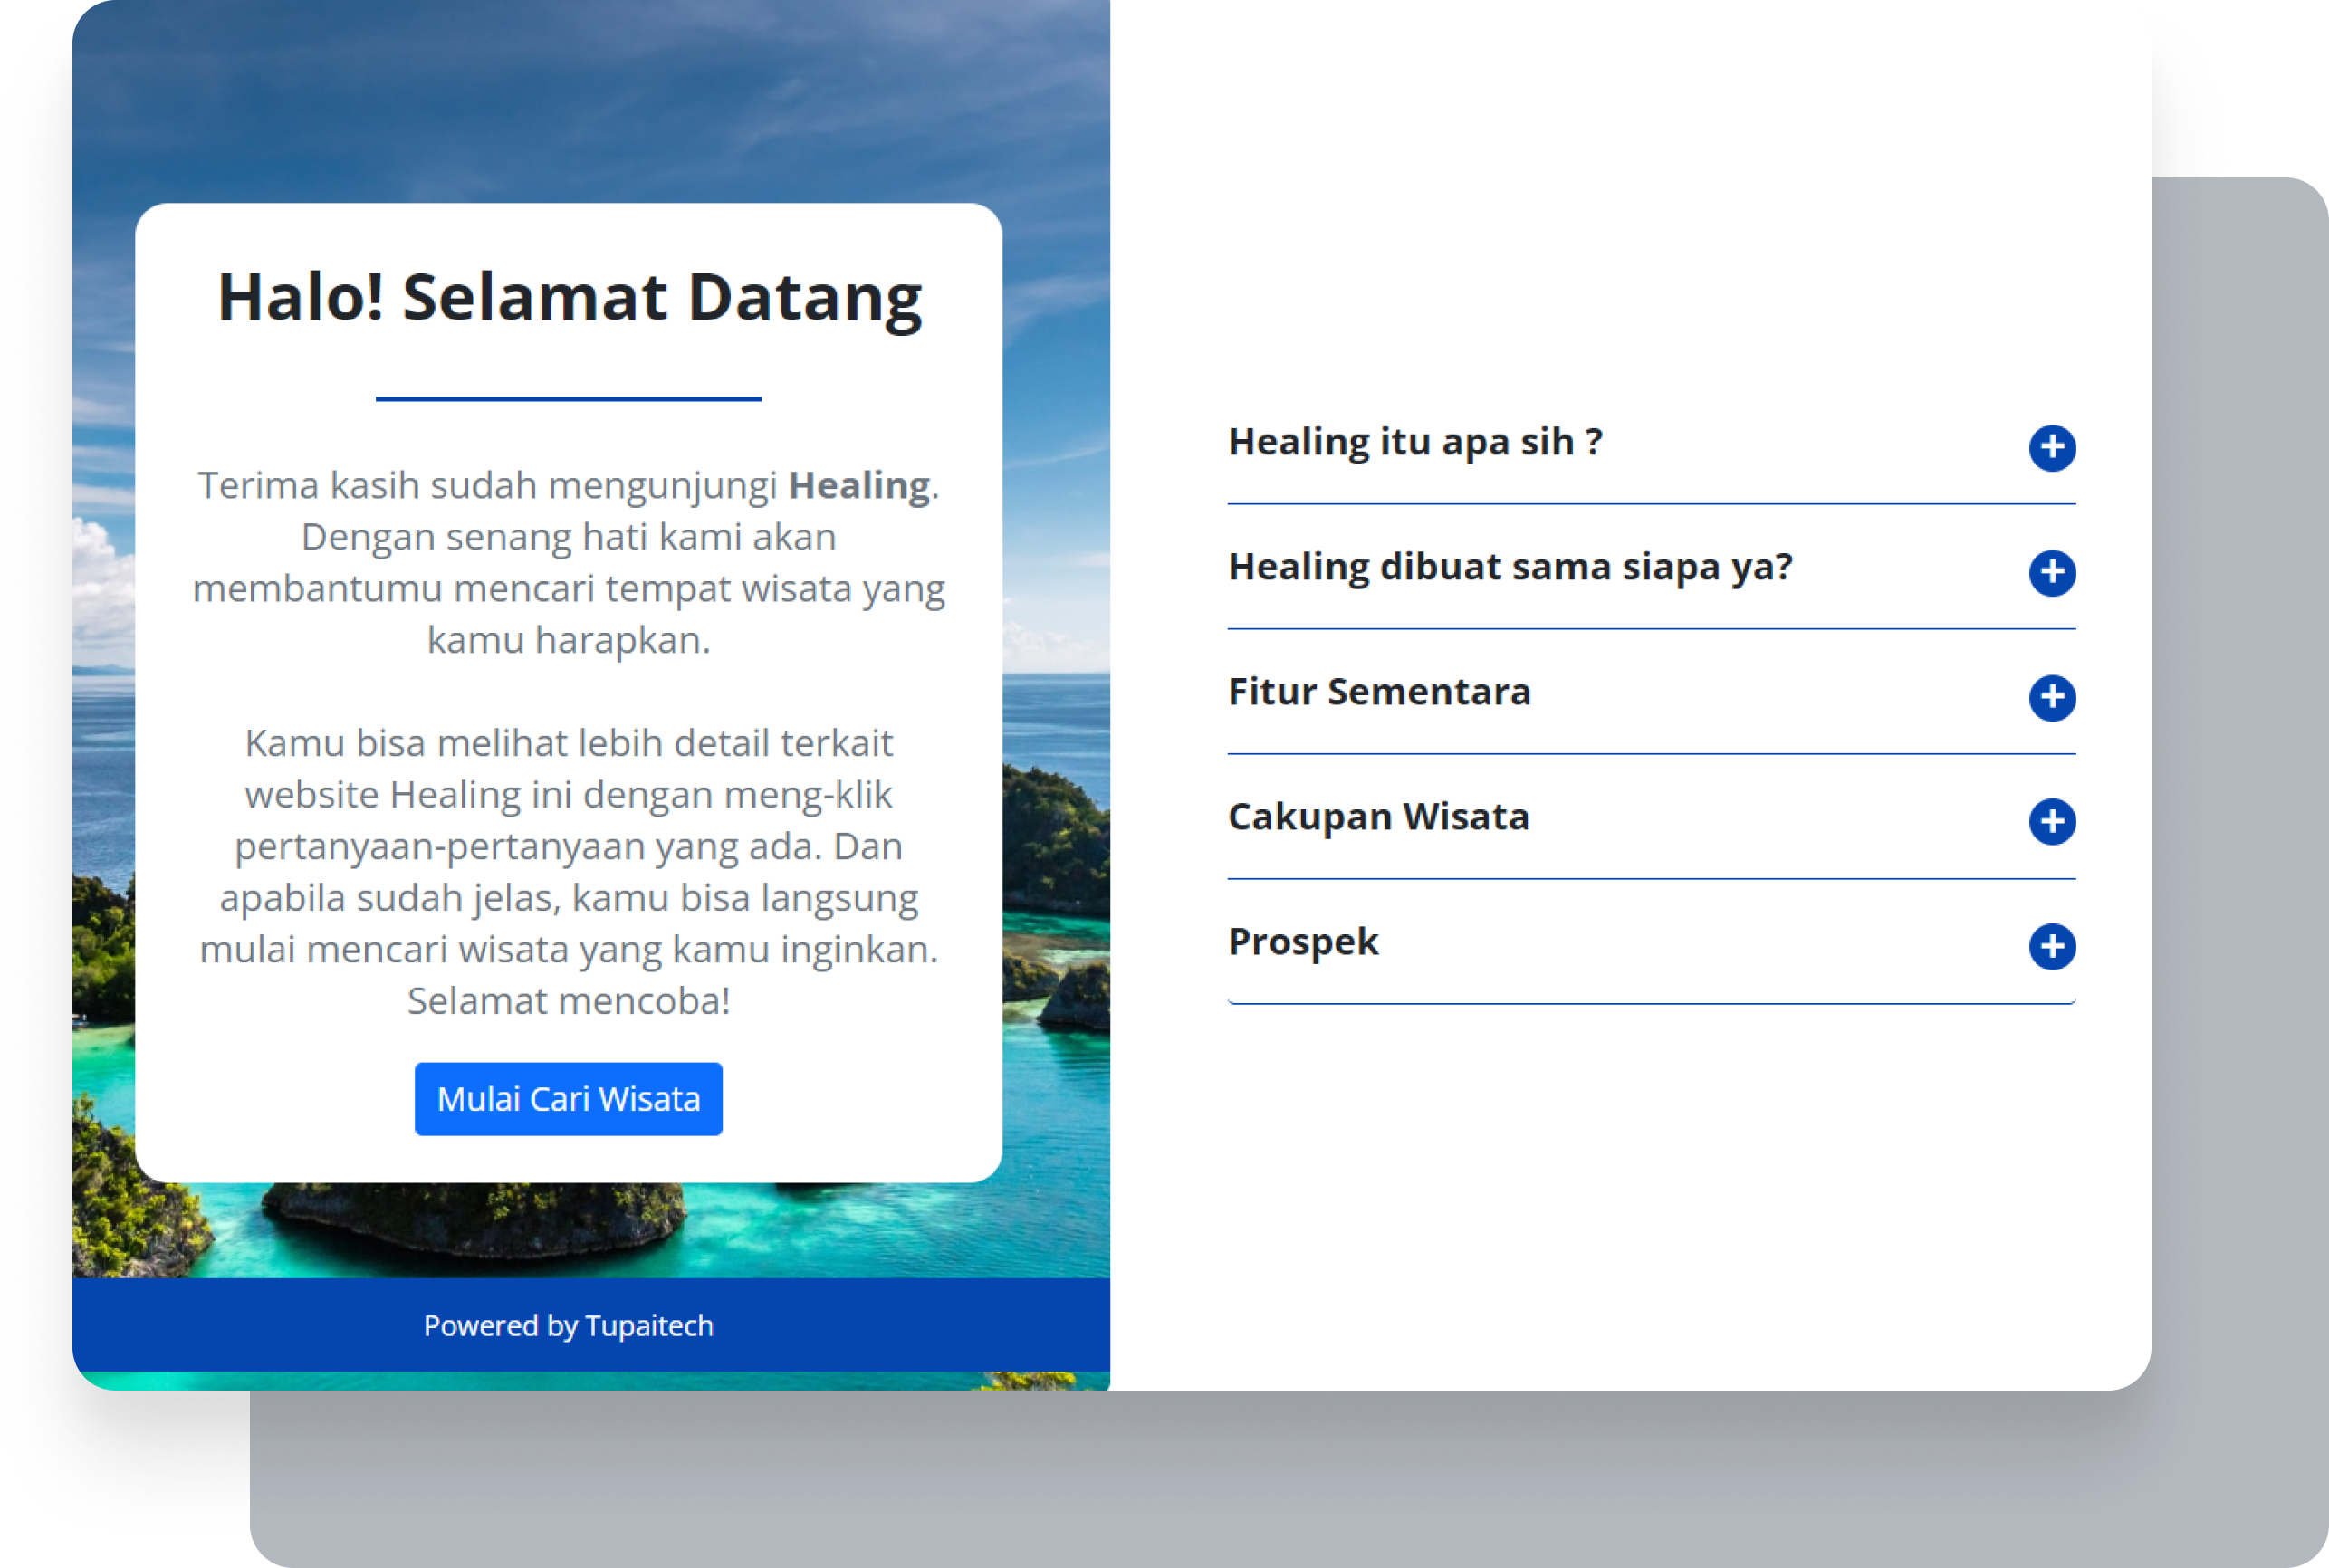 Halo! Selamat Datang
Terima kasih sudah mengunjungi Healing.
Dengan senang hati kami akan
membantumu mencari tempat wisata yang
kamu harapkan.
Kamu bisa melihat lebih detail terkait
website Healing ini dengan meng-klik
pertanyaan-pertanyaan yang ada. Dan
apabila sudah jelas, kamu bisa langsung
mulai mencari wisata yang kamu inginkan.
Selamat mencoba!
Mulai Cari Wisata
Powered by Tupaitech
Healing itu apa sih ?
Healing dibuat sama siapa ya?
Fitur Sementara
Cakupan Wisata
Prospek